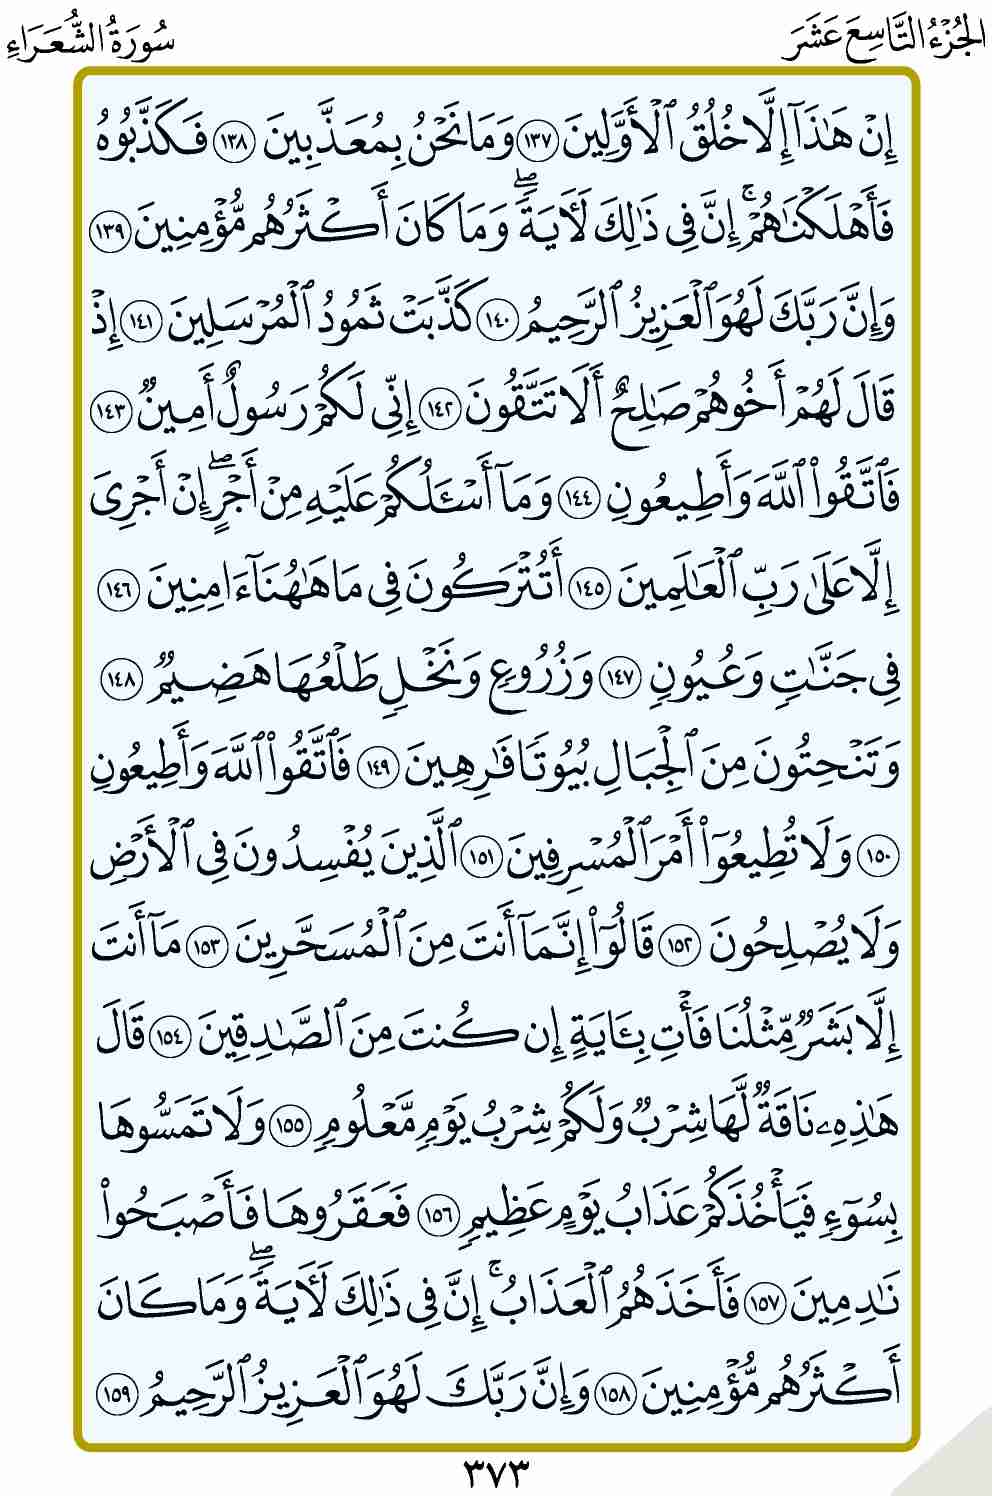 الجُزْءُ التَّاسِعَ عَشَرَ
سُورَةُ الشُّعَرَاءِ
إِنْ هَٰذَآ إِلَّا خُلُقُ ٱلْأَوَّلِينَ ١٣٧ وَمَا نَحْنُ بِمُعَذَّبِينَ ١٣٨ فَكَذَّبُوهُ
فَأَهْلَكْنَٰهُمْ ۚ إِنَّ فِى ذَٰلِكَ لَءَايَةً ۖ وَمَا كَانَ أَكْثَرُهُم مُّؤْمِنِينَ ١٣٩
وَإِنَّ رَبَّكَ لَهُوَ ٱلْعَزِيزُ ٱلرَّحِيمُ ١٤٠ كَذَّبَتْ ثَمُودُ ٱلْمُرْسَلِينَ ١٤١ إِذْ
قَالَ لَهُمْ أَخُوهُمْ صَٰلِحٌ أَلَا تَتَّقُونَ ١٤٢ إِنِّى لَكُمْ رَسُولٌ أَمِينٌ ١٤٣
فَٱتَّقُوا۟ ٱللَّهَ وَأَطِيعُونِ ١٤٤ وَمَآ أَسْـَٔلُكُمْ عَلَيْهِ مِنْ أَجْرٍ ۖ إِنْ أَجْرِىَ
إِلَّا عَلَىٰ رَبِّ ٱلْعَٰلَمِينَ ١٤٥ أَتُتْرَكُونَ فِى مَا هَٰهُنَآ ءَامِنِينَ ١٤٦
فِى جَنَّٰتٍ وَعُيُونٍ ١٤٧ وَزُرُوعٍ وَنَخْلٍ طَلْعُهَا هَضِيمٌ ١٤٨
وَتَنْحِتُونَ مِنَ ٱلْجِبَالِ بُيُوتًا فَٰرِهِينَ ١٤٩ فَٱتَّقُوا۟ ٱللَّهَ وَأَطِيعُونِ
١٥٠ وَلَا تُطِيعُوٓا۟ أَمْرَ ٱلْمُسْرِفِينَ ١٥١ ٱلَّذِينَ يُفْسِدُونَ فِى ٱلْأَرْضِ
وَلَا يُصْلِحُونَ ١٥٢ قَالُوٓا۟ إِنَّمَآ أَنتَ مِنَ ٱلْمُسَحَّرِينَ ١٥٣ مَآ أَنتَ
إِلَّا بَشَرٌ مِّثْلُنَا فَأْتِ بِـَٔايَةٍ إِن كُنتَ مِنَ ٱلصَّٰدِقِينَ ١٥٤ قَالَ
هَٰذِهِۦ نَاقَةٌ لَّهَا شِرْبٌ وَلَكُمْ شِرْبُ يَوْمٍ مَّعْلُومٍ ١٥٥ وَلَا تَمَسُّوهَا
بِسُوٓءٍ فَيَأْخُذَكُمْ عَذَابُ يَوْمٍ عَظِيمٍ ١٥٦ فَعَقَرُوهَا فَأَصْبَحُوا۟
نَٰدِمِينَ ١٥٧ فَأَخَذَهُمُ ٱلْعَذَابُ ۚ إِنَّ فِى ذَٰلِكَ لَءَايَةً ۖ وَمَا كَانَ
أَكْثَرُهُم مُّؤْمِنِينَ ١٥٨ وَإِنَّ رَبَّكَ لَهُوَ ٱلْعَزِيزُ ٱلرَّحِيمُ ١٥٩
٣٧٣